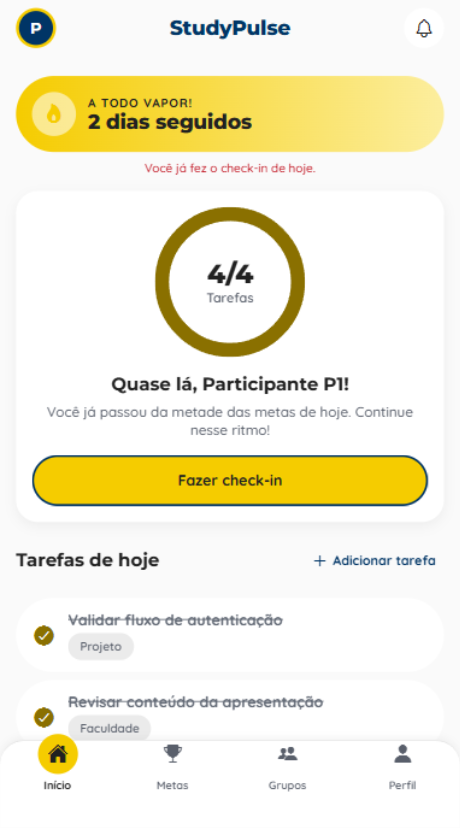 P
StudyPulse
A TODO VAPOR!
2 dias seguidos
Você já fez o check-in de hoje.
4/4
Tarefas
Quase lá, Participante P1!
Você já passou da metade das metas de hoje. Continue
nesse ritmo!
Fazer check-in
Tarefas de hoje
+ Adicionar tarefa
Validar fluxo de autenticação
Projeto
Revisar conteúdo da apresentação
Faculdade
Início
Metas
Grupos
Perfil